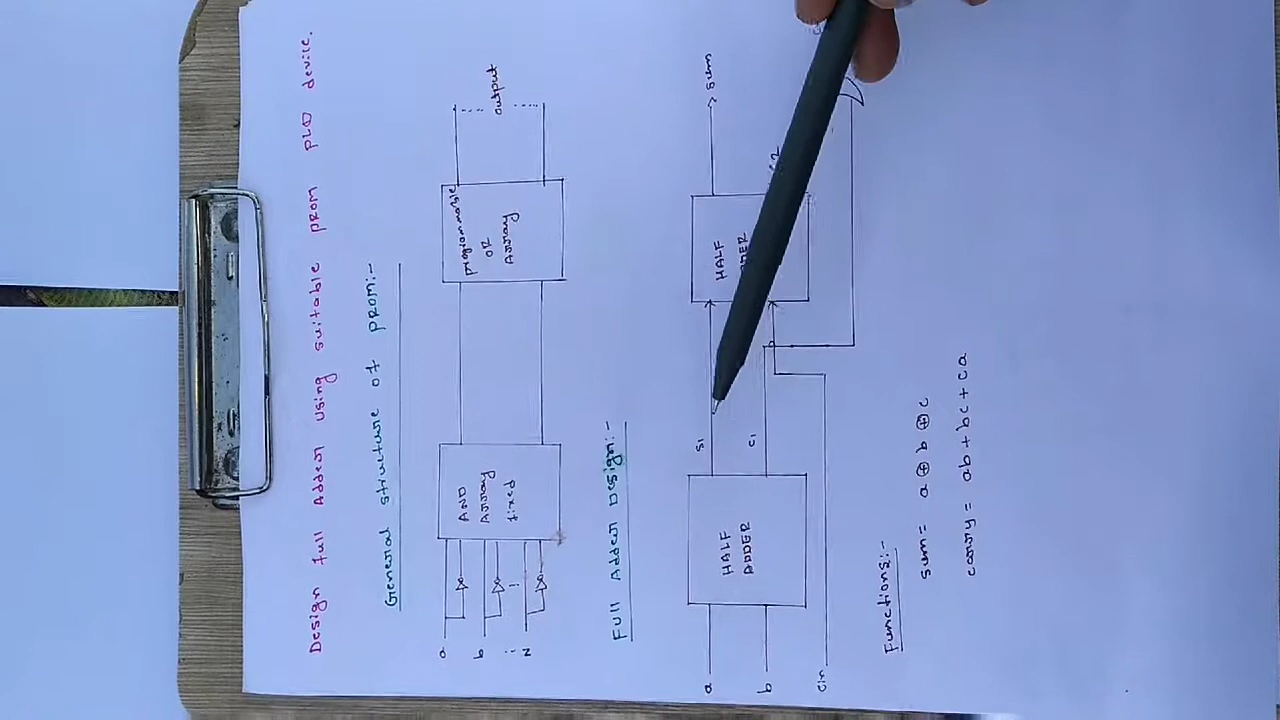 Design full Adder using suitable PROM PLD device.
General structure of PROM:-
a
b
N
AND Array fixed
programmable OR Array
output
Full Adder Design:-
a
b
Cin
HALF ADDER
S1
C1
HALF
Sum
Functions:-
sum = a ⊕ b ⊕ c
carry = ab + bc + ca